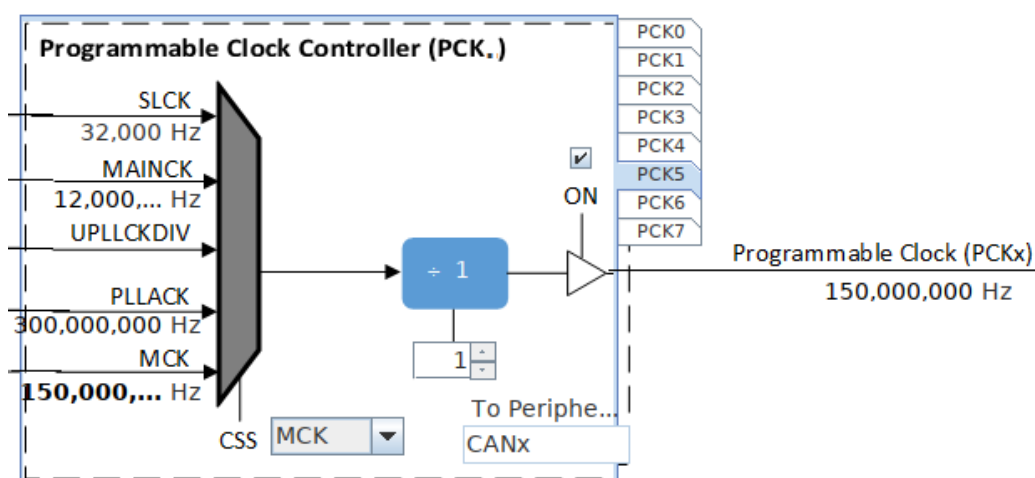 Programmable Clock Controller (PCK. )
SLCK
32,000 Hz
MAINCK
12,000,... Hz
UPLLCKDIV
PLLACK
300,000,000 Hz
MCK
150,000,... Hz
CSS
MCK
÷ 1
1
ON
To Periphe...
CANx
PCK0
PCK1
PCK2
PCK3
PCK4
PCK5
PCK6
PCK7
Programmable Clock (PCKx)
150,000,000 Hz